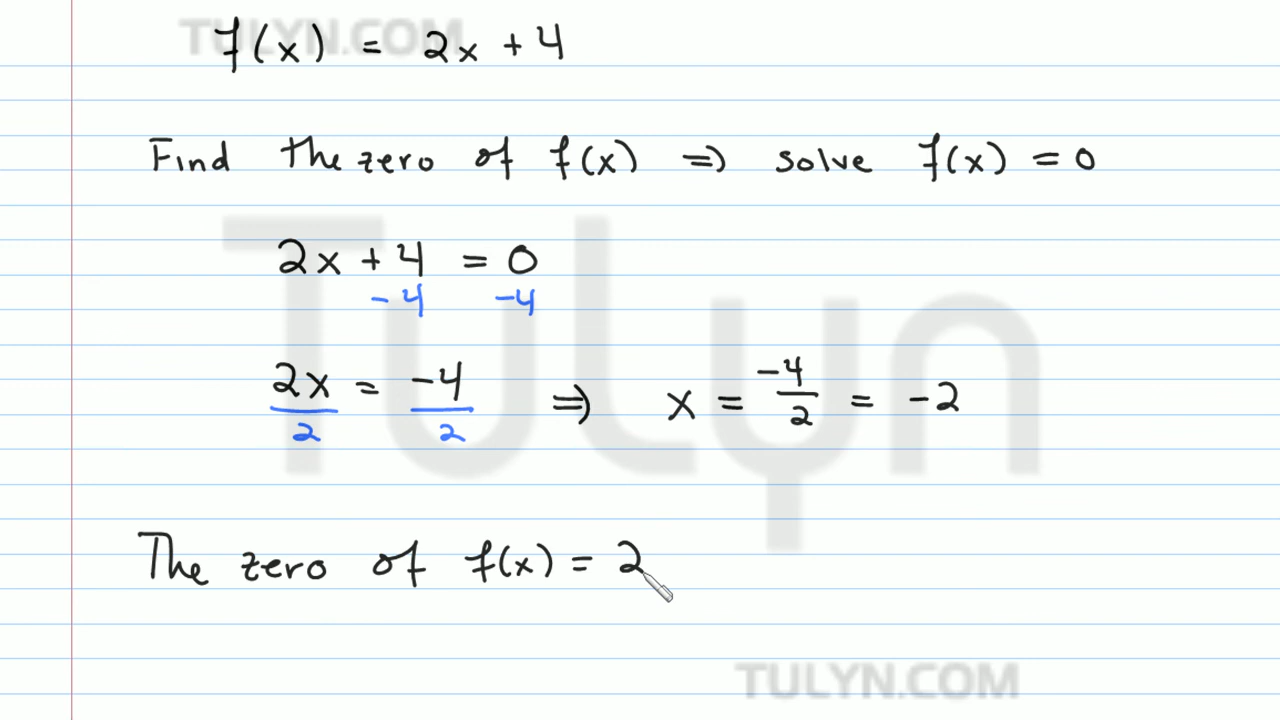 TULYN.COM
f(x) = 2x + 4
Find the zero of f(x) ⇒ solve f(x) = 0
2x + 4 = 0
-4 -4
2x = -4 ⇒ x = -4/2 = -2
2 2
TuLyn
The zero of f(x) = 2
TULYN.COM